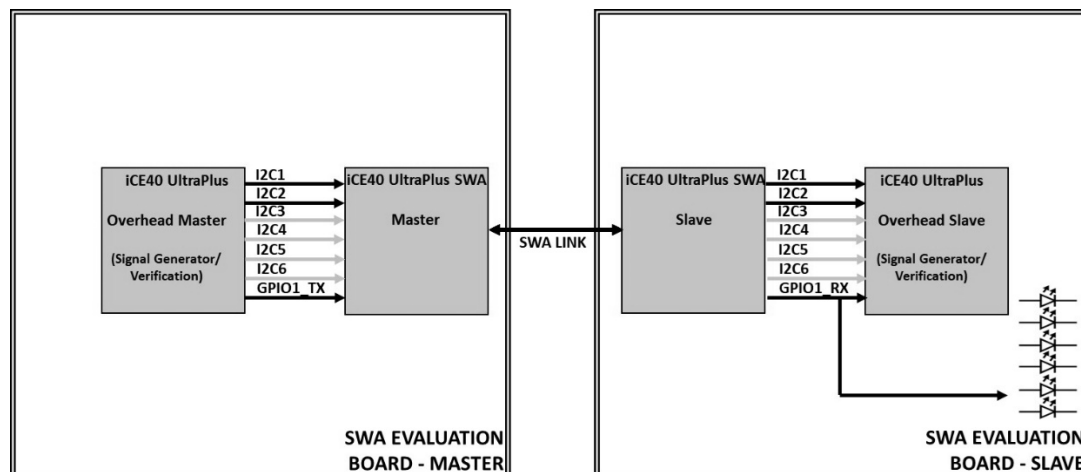 iCE40 UltraPlus
Overhead Master
(Signal Generator/
Verification)
I2C1
I2C2
I2C3
I2C4
I2C5
I2C6
GPIO1_TX
iCE40 UltraPlus SWA
Master
SWA LINK
iCE40 UltraPlus SWA
Slave
I2C1
I2C2
I2C3
I2C4
I2C5
I2C6
GPIO1_RX
iCE40 UltraPlus
Overhead Slave
(Signal Generator/
Verification)
SWA EVALUATION
BOARD - MASTER
SWA EVALUATION
BOARD - SLAVE